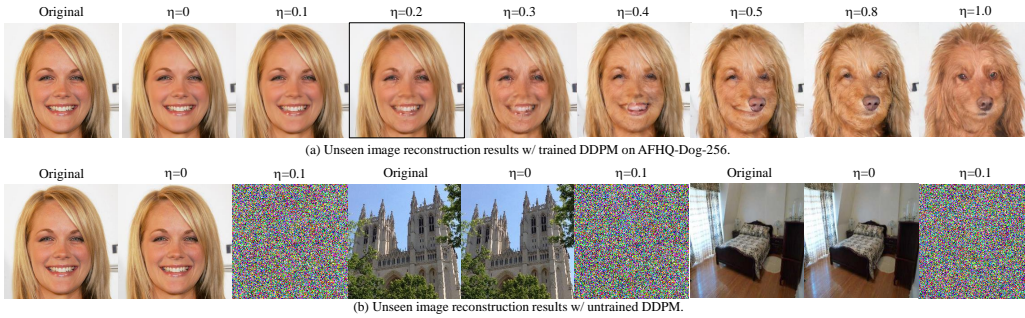 Original η=0 η=0.1 η=0.2 η=0.3 η=0.4 η=0.5 η=0.8 η=1.0
(a) Unseen image reconstruction results w/ trained DDPM on AFHQ-Dog-256.
Original η=0 η=0.1 Original η=0 η=0.1 Original η=0 η=0.1
(b) Unseen image reconstruction results w/ untrained DDPM.